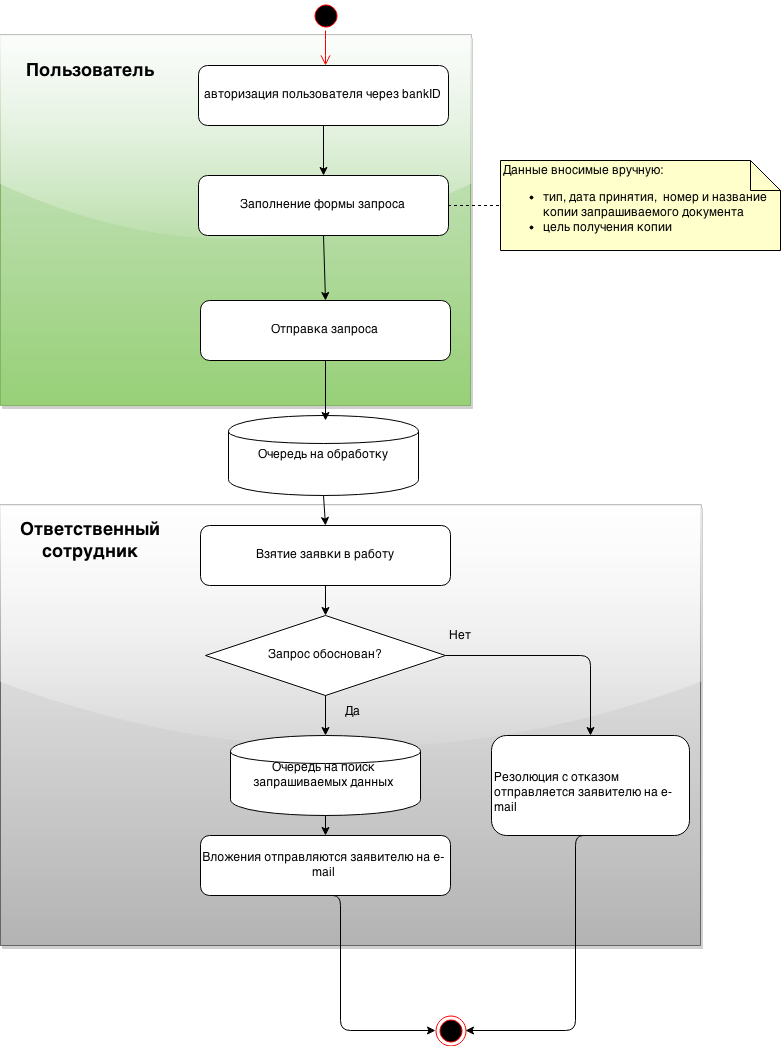 Пользователь
авторизация пользователя через bankID
Данные вносимые вручную:
• тип, дата принятия, номер и название
копии запрашиваемого документа
• цель получения копии
Заполнение формы запроса
Отправка запроса
Очередь на обработку
Ответственный
сотрудник
Взятие заявки в работу
Запрос обоснован?
Нет
Да
Очередь на поиск
запрашиваемых данных
Резолюция с отказом
отправляется заявителю на e-
mail
Вложения отправляются заявителю на e-
mail